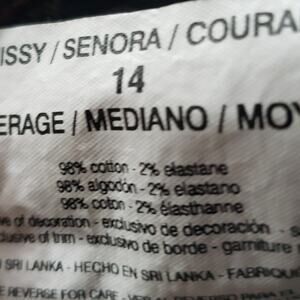 ISSY / SENORA / COURA
14
ERAGE / MEDIANO / MOY
98% cotton - 2% elastane
98% algodón - 2% elastano
98% coton - 2% élasthanne
ve of decoration - exclusivo de decoración - s
clusive of trim - exclusivo de borde - garniture n
SRI LANKA - HECHO EN SRI LANKA - FABRIQU
E REVERSE FOR CARE -